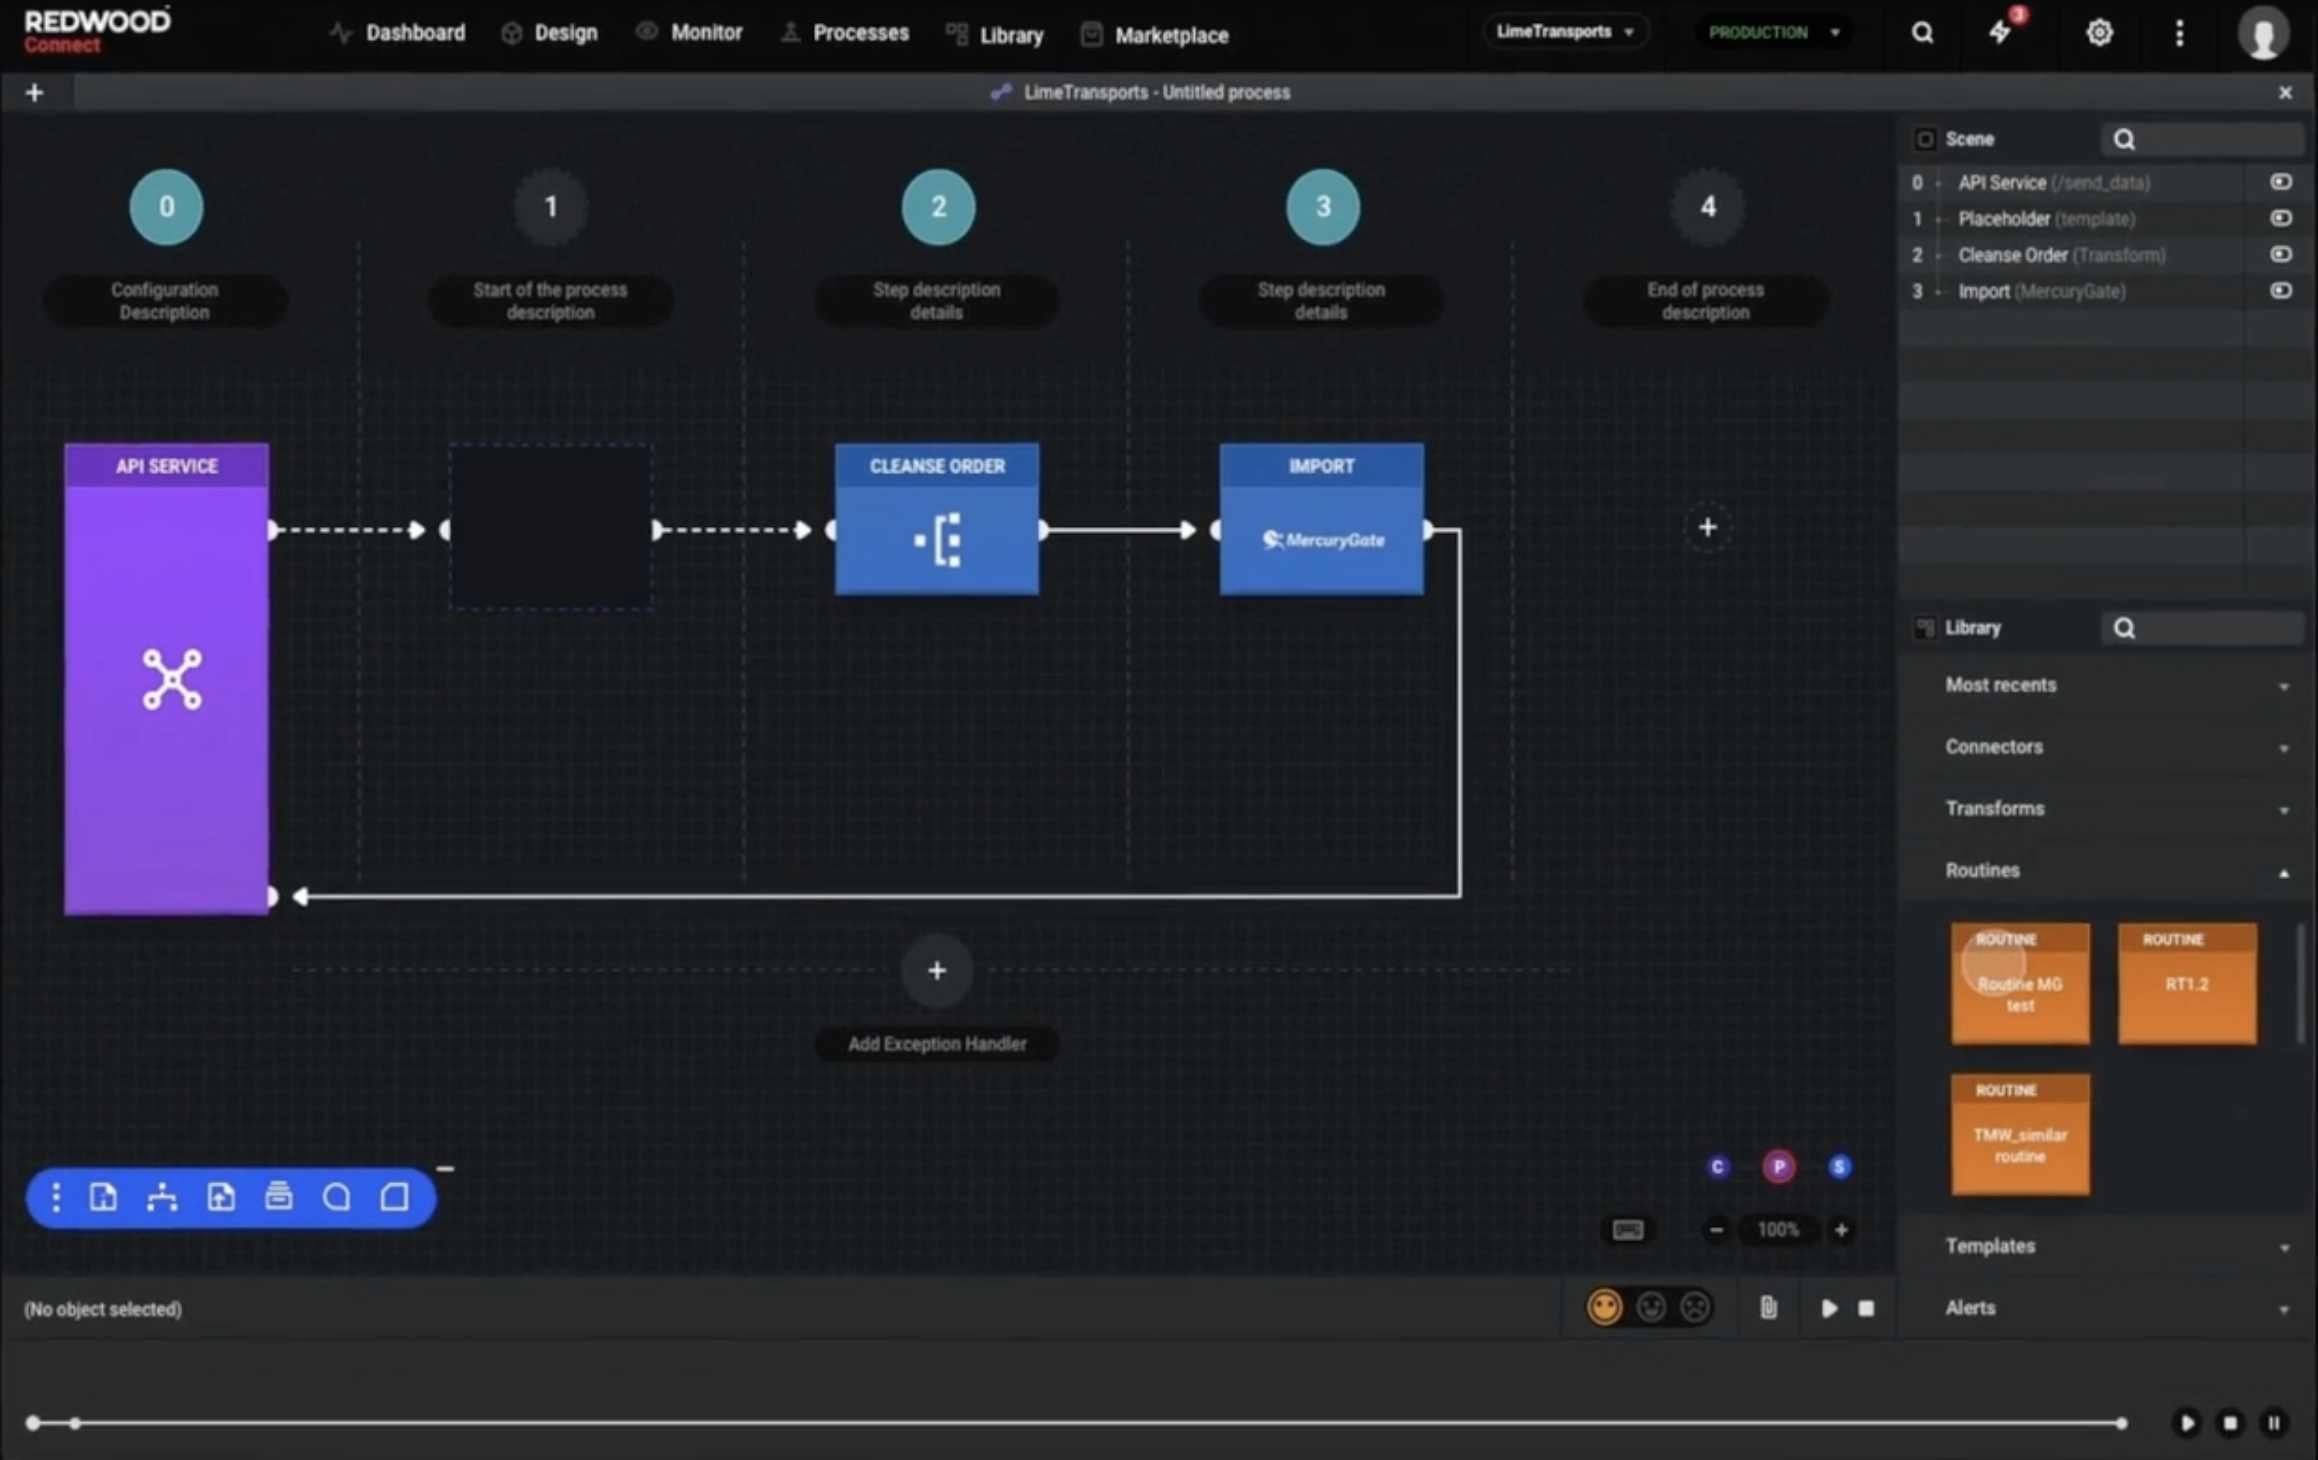 REDWOOD
Connect
Dashboard
Design
Monitor
Processes
Library
Marketplace
LimeTransports
PRODUCTION
3
+
LimeTransports - Untitled process
×
0
1
2
3
4
Configuration
Description
Start of the process
description
Step description
details
Step description
details
End of process
description
API SERVICE
CLEANSE ORDER
IMPORT
MercuryGate
+
+
Add Exception Handler
C
P
S
−
100%
+
(No object selected)
Scene
0 API Service (/send_data)
1 Placeholder (template)
2 Cleanse Order (Transform)
3 Import (MercuryGate)
Library
Most recents
Connectors
Transforms
Routines
ROUTINE
Routine MG
test
ROUTINE
RT1.2
ROUTINE
TMW_similar
routine
Templates
Alerts